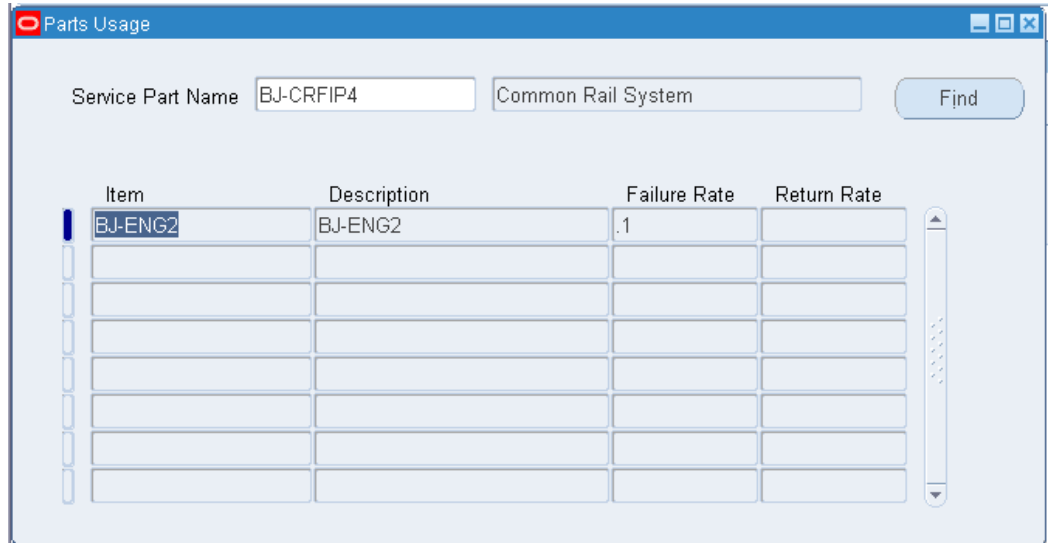 Parts Usage
Service Part Name BJ-CRFIP4 Common Rail System Find
Item Description Failure Rate Return Rate
BJ-ENG2 BJ-ENG2 .1